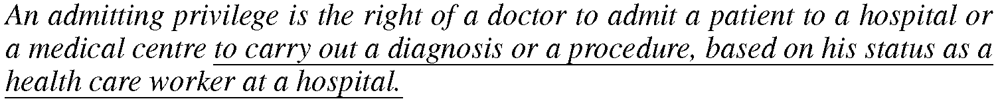 An admitting privilege is the right of a doctor to admit a patient to a hospital or
a medical centre to carry out a diagnosis or a procedure, based on his status as a
health care worker at a hospital.